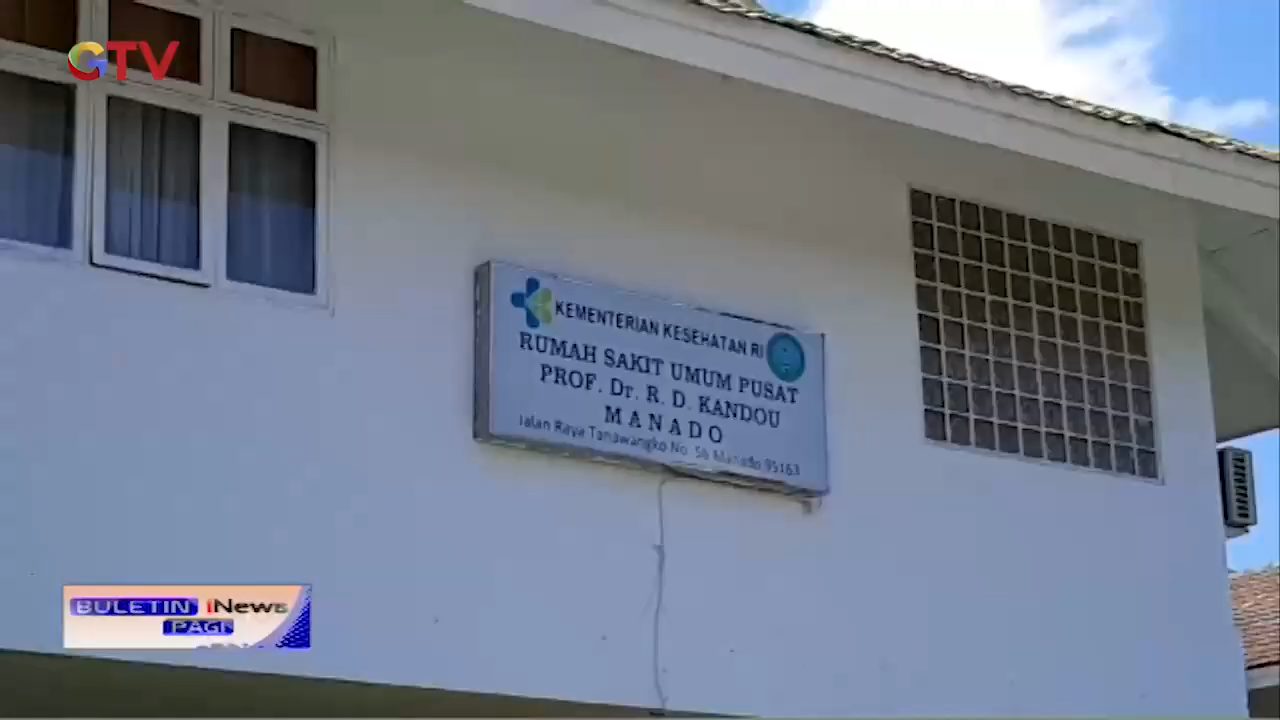 GTV
KEMENTERIAN KESEHATAN RI
RUMAH SAKIT UMUM PUSAT
PROF. Dr. R. D. KANDOU
MANADO
Jalan Raya Tanawangko No. 56 Manado 95163
BULETIN iNews
PAGI